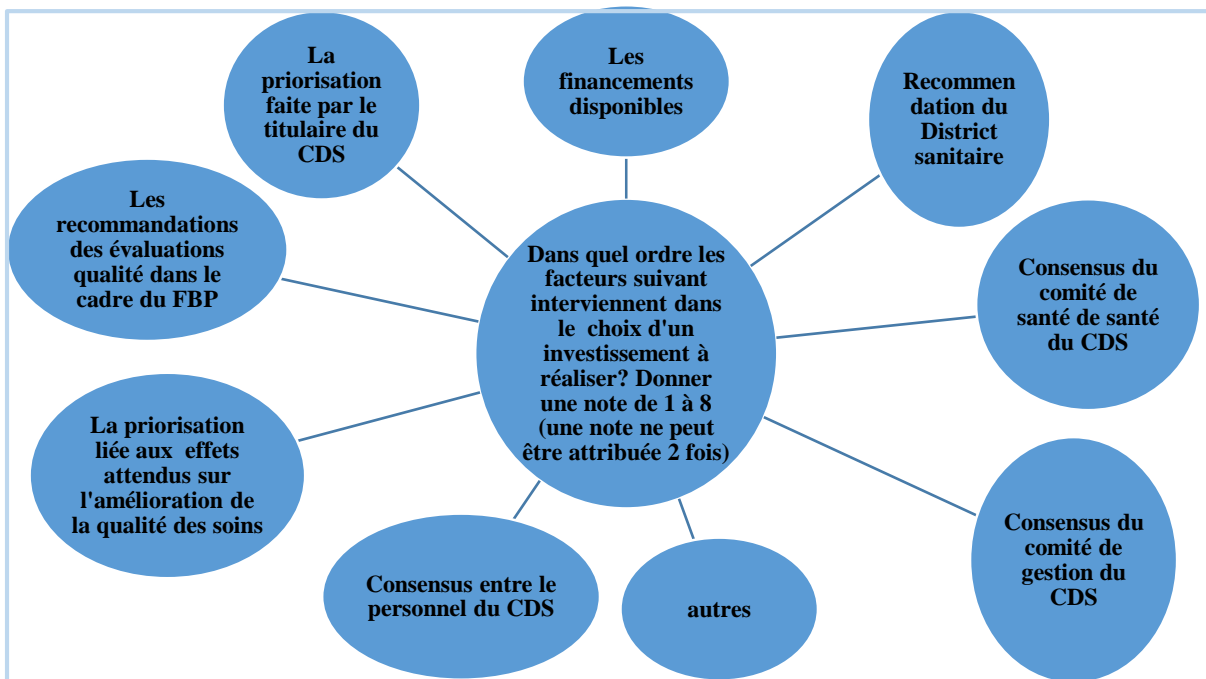 La
priorisation
faite par le
titulaire du
CDS
Les
financements
disponibles
Recommen
dation du
District
sanitaire
Les
recommandations
des évaluations
qualité dans le
cadre du FBP
Dans quel ordre les
facteurs suivant
interviennent dans
le choix d'un
investissement à
réaliser? Donner
une note de 1 à 8
(une note ne peut
être attribuée 2 fois)
Consensus du
comité de
santé de santé
du CDS
La priorisation
liée aux effets
attendus sur
l'amélioration de
la qualité des soins
Consensus du
comité de
gestion du
CDS
Consensus entre le
personnel du CDS
autres